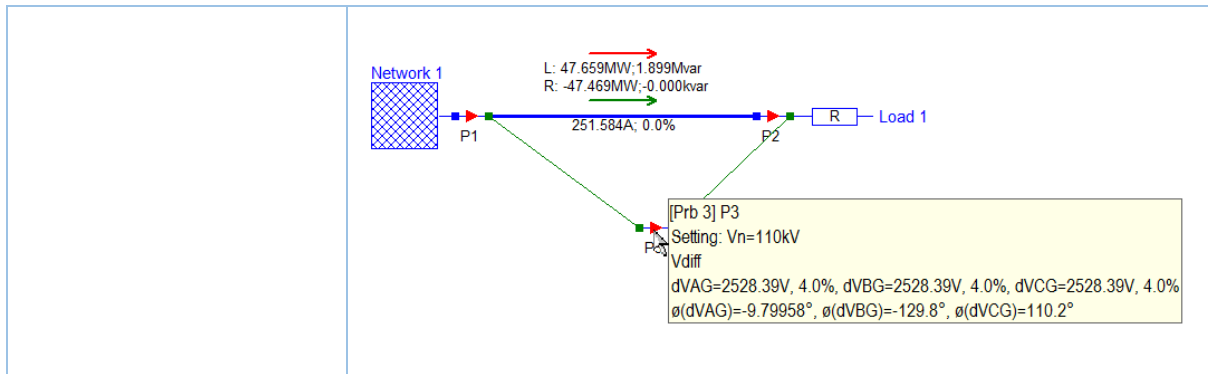 Network 1
L: 47.659MW;1.899Mvar
R: -47.469MW;-0.000kvar
251.584A; 0.0%
P1
P2
R
Load 1
[Prb 3] P3
Setting: Vn=110kV
Vdiff
dVAG=2528.39V, 4.0%, dVBG=2528.39V, 4.0%, dVCG=2528.39V, 4.0%
ø(dVAG)=-9.79958°, ø(dVBG)=-129.8°, ø(dVCG)=110.2°